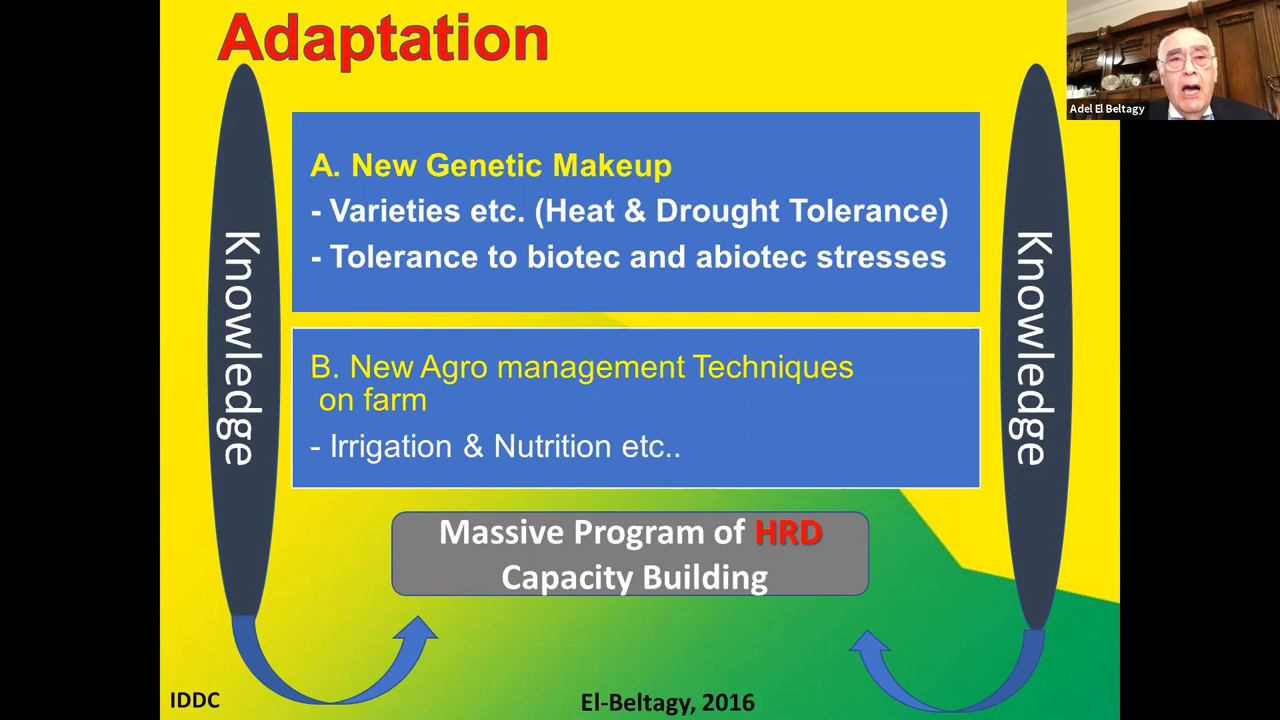 Adaptation
Adel El Beltagy
Knowledge
A. New Genetic Makeup
- Varieties etc. (Heat & Drought Tolerance)
- Tolerance to biotec and abiotec stresses
B. New Agro management Techniques
on farm
- Irrigation & Nutrition etc..
Knowledge
Massive Program of HRD
Capacity Building
IDDC
El-Beltagy, 2016